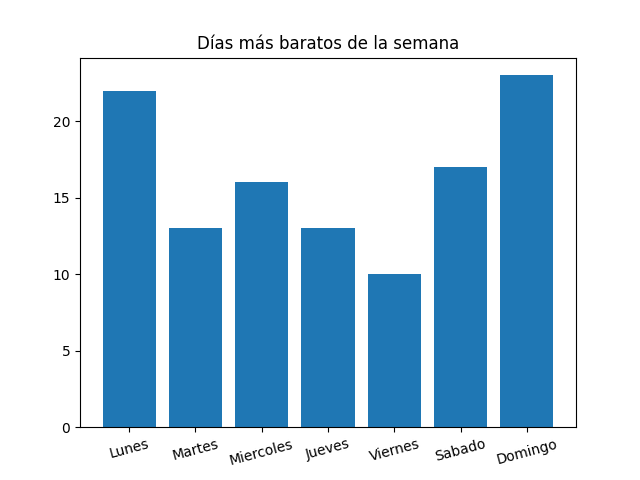 Días más baratos de la semana
20
15
10
5
0
Lunes
Martes
Miercoles
Jueves
Viernes
Sabado
Domingo